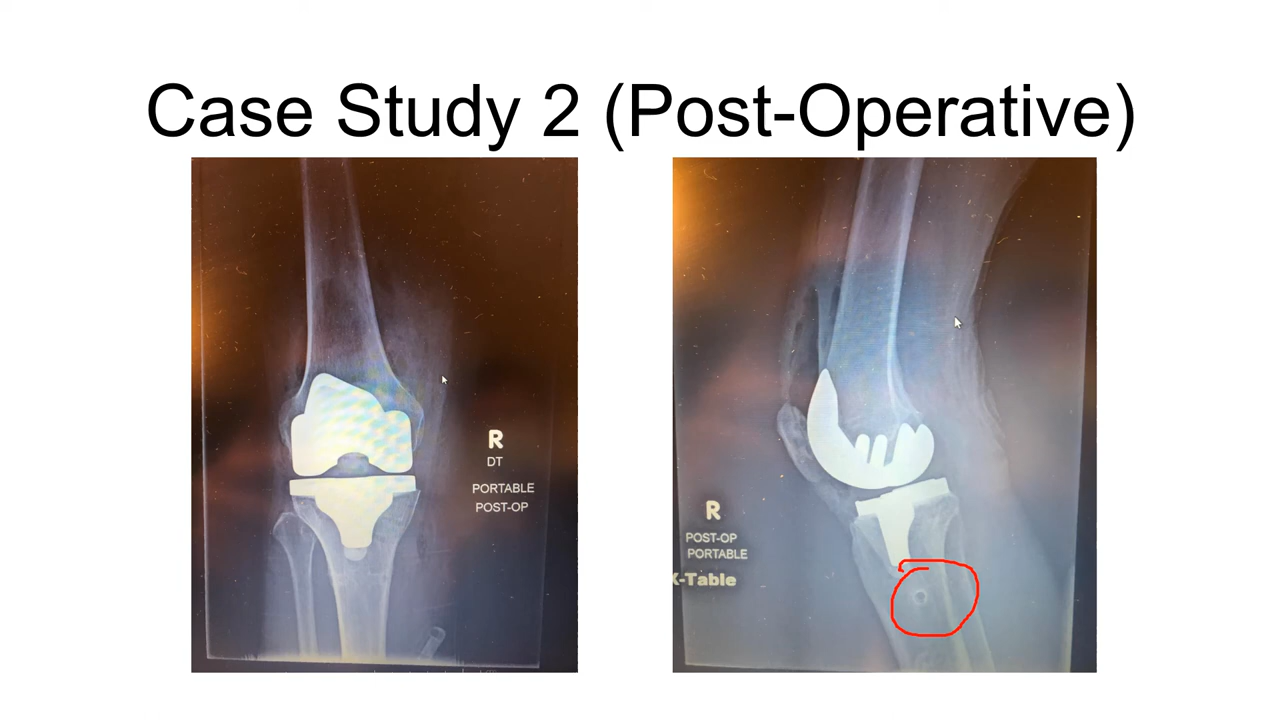 Case Study 2 (Post-Operative)
R
DT
PORTABLE
POST-OP
R
POST-OP
PORTABLE
X-Table